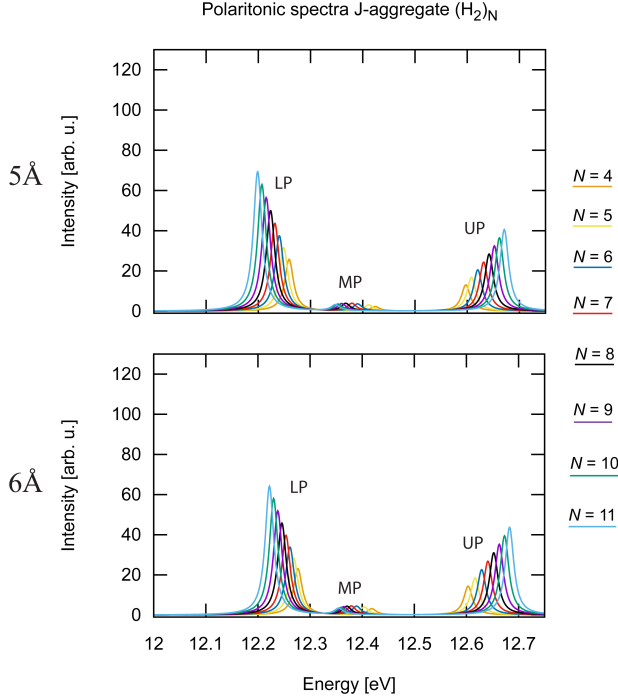 Polaritonic spectra J-aggregate (H₂)N
5Å
Intensity [arb. u.]
120
100
80
60
40
20
0
LP
MP
UP
6Å
Intensity [arb. u.]
120
100
80
60
40
20
0
LP
MP
UP
12 12.1 12.2 12.3 12.4 12.5 12.6 12.7
Energy [eV]
N = 4
N = 5
N = 6
N = 7
N = 8
N = 9
N = 10
N = 11